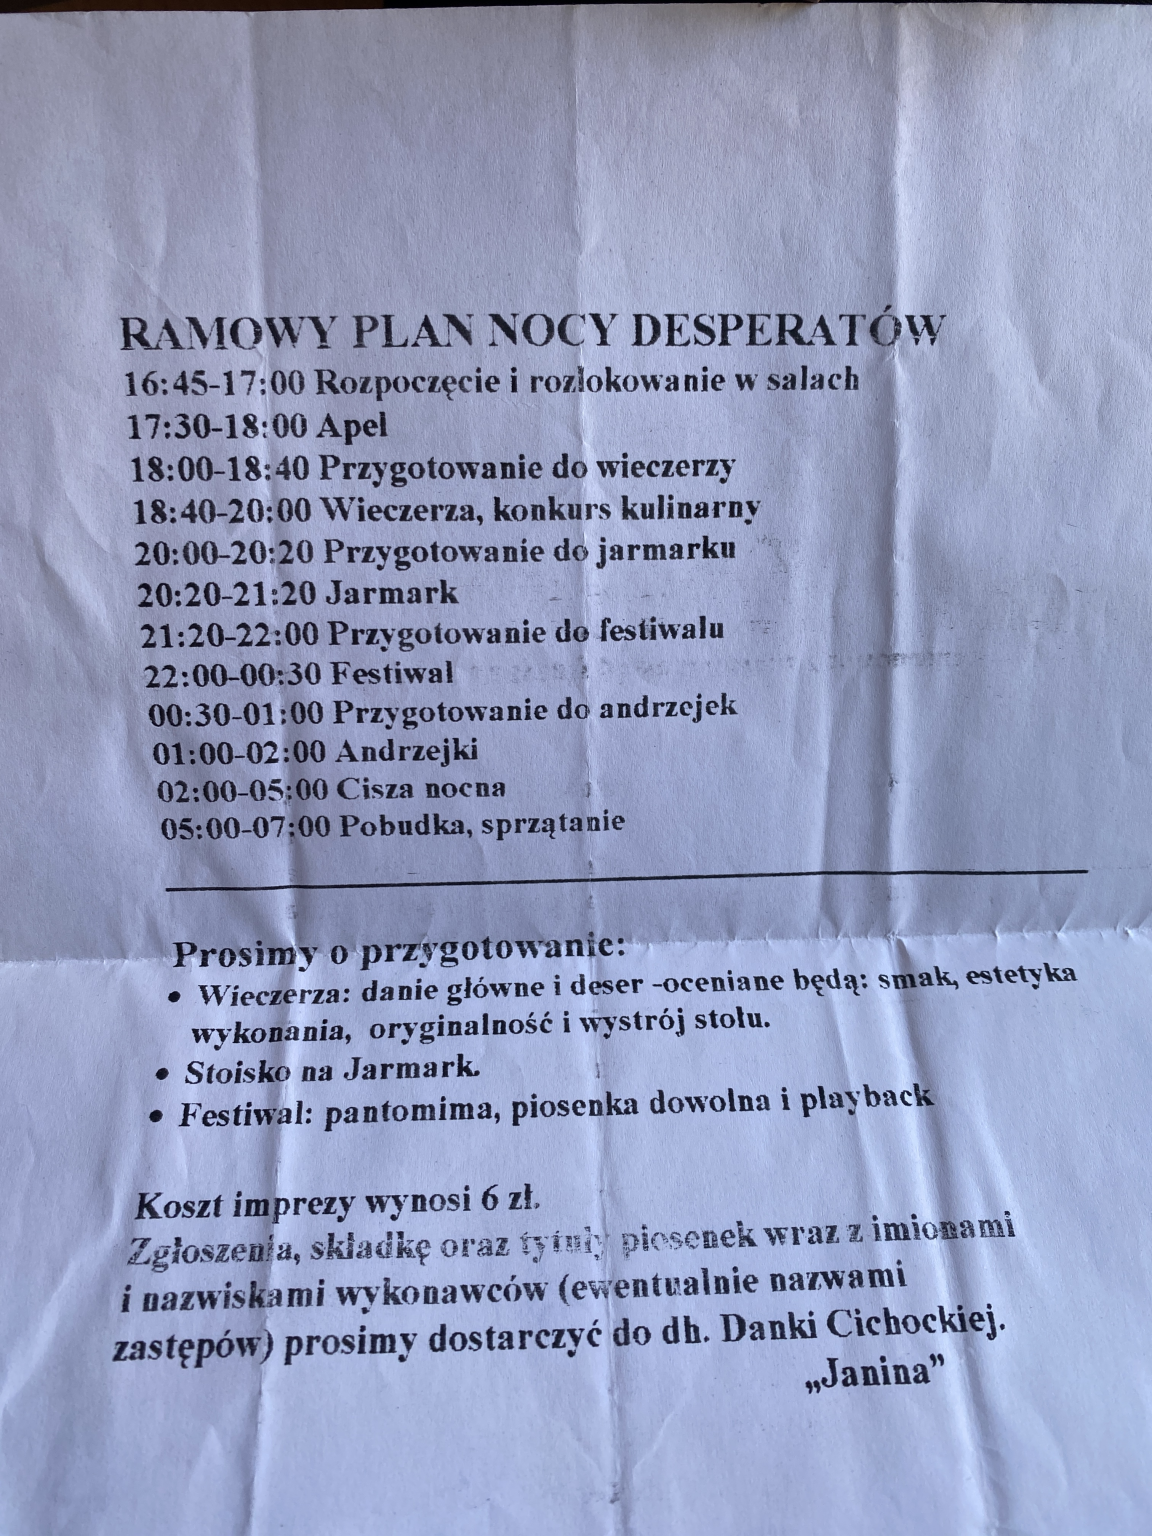 RAMOWY PLAN NOCY DESPERATÓW
16:45-17:00 Rozpoczęcie i rozlokowanie w salach
17:30-18:00 Apel
18:00-18:40 Przygotowanie do wieczerzy
18:40-20:00 Wieczerza, konkurs kulinarny
20:00-20:20 Przygotowanie do jarmarku
20:20-21:20 Jarmark
21:20-22:00 Przygotowanie do festiwalu
22:00-00:30 Festiwal
00:30-01:00 Przygotowanie do andrzejek
01:00-02:00 Andrzejki
02:00-05:00 Cisza nocna
05:00-07:00 Pobudka, sprzątanie
Prosimy o przygotowanie:
• Wieczerza: danie główne i deser -oceniane będą: smak, estetyka
wykonania, oryginalność i wystrój stołu.
• Stoisko na Jarmark.
• Festiwal: pantomima, piosenka dowolna i playback
Koszt imprezy wynosi 6 zł.
Zgłoszenia, składkę oraz tytuły piosenek wraz z imionami
i nazwiskami wykonawców (ewentualnie nazwami
zastępów) prosimy dostarczyć do dh. Danki Cichockiej.
„Janina”